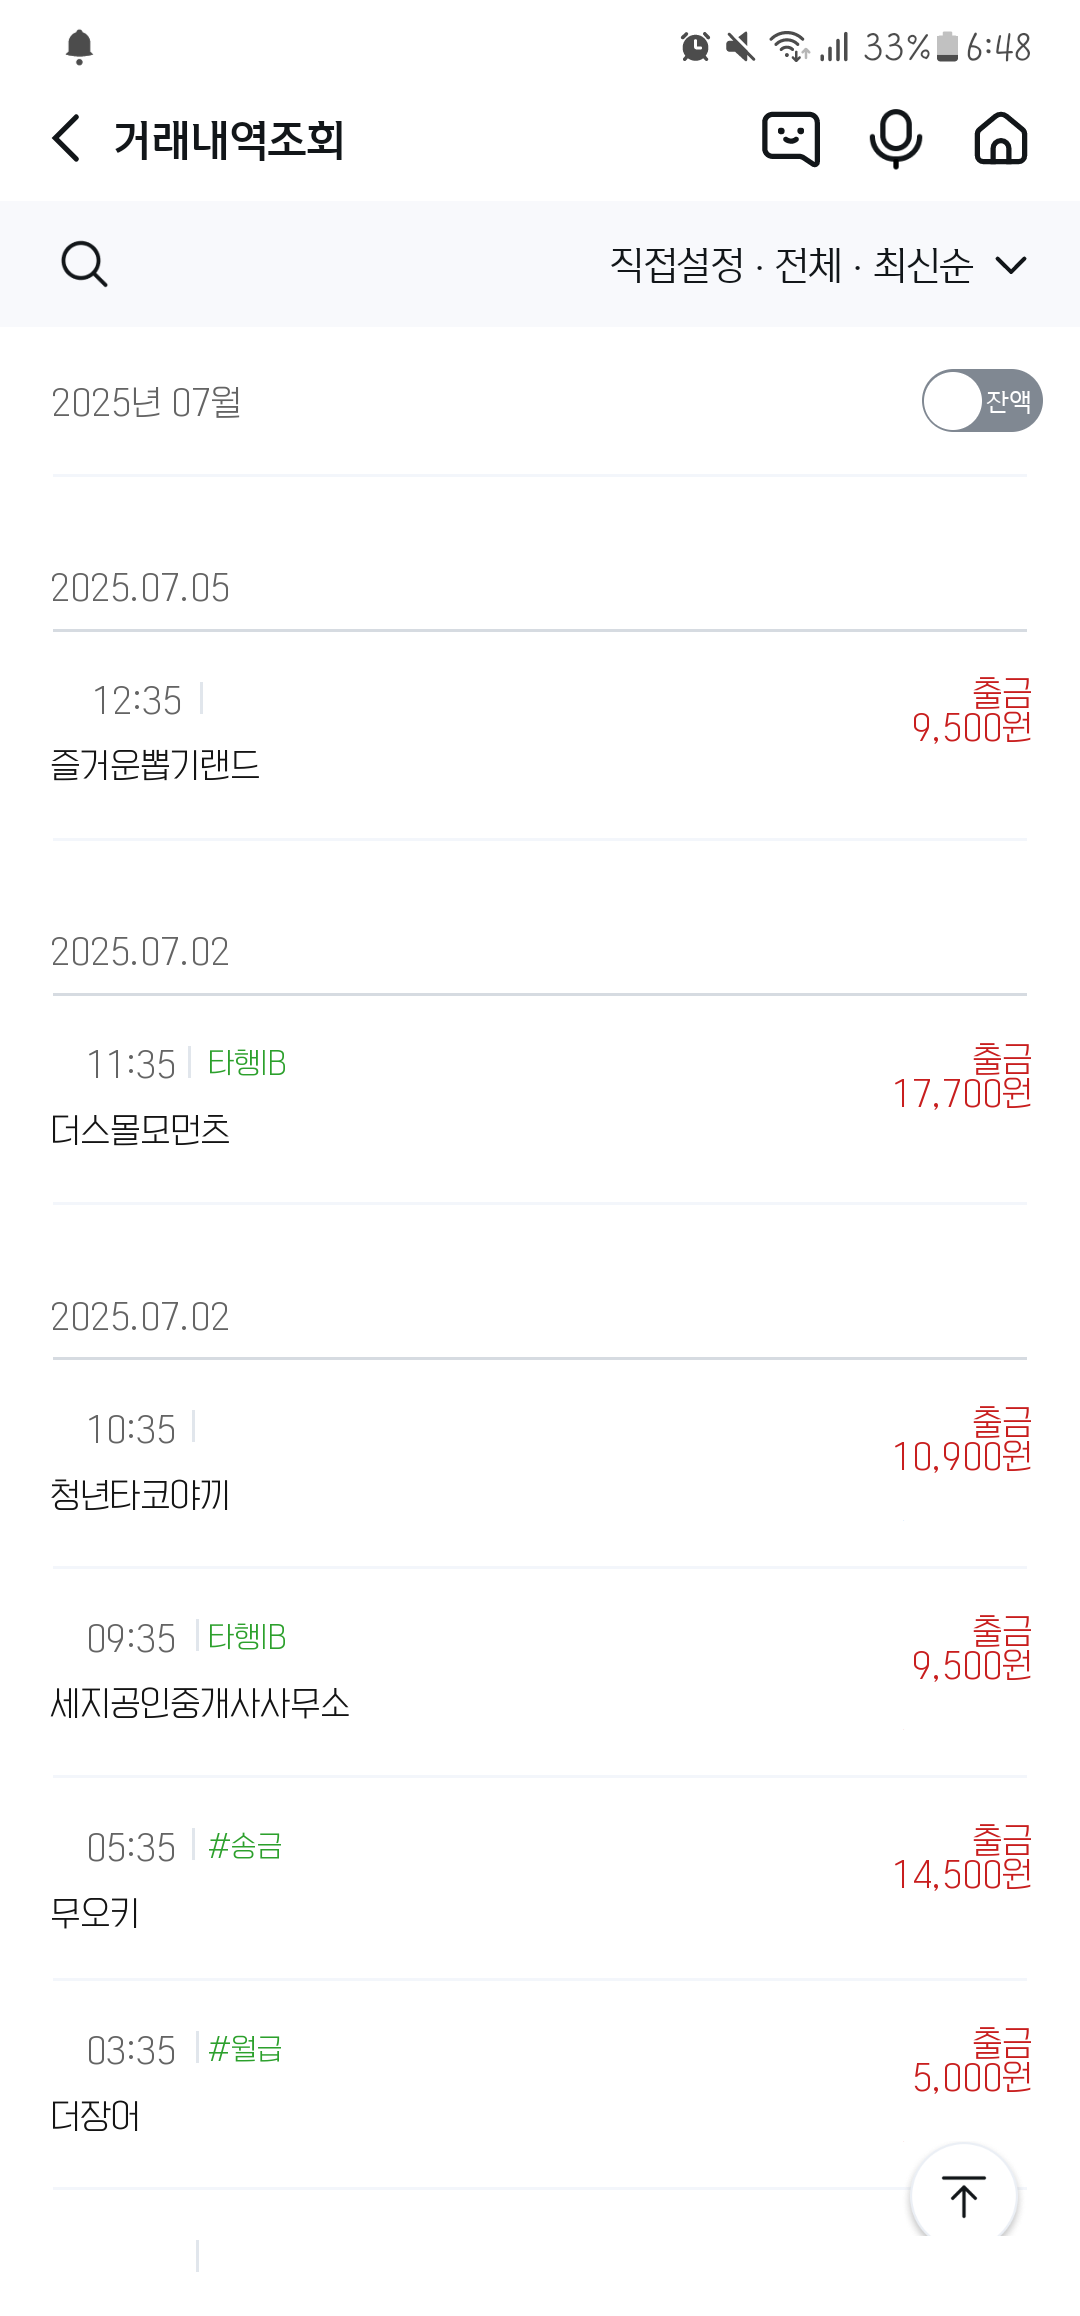 33% 6:48
거래내역조회
직접설정 · 전체 · 최신순
2025년 07월
잔액
2025.07.05
12:35
출금
9,500원
즐거운뽑기랜드
2025.07.02
11:35 타행IB
출금
17,700원
더스몰모먼츠
2025.07.02
10:35
출금
10,900원
청년타코야끼
09:35 타행IB
출금
9,500원
세지공인중개사사무소
05:35 #송금
출금
14,500원
무오키
03:35 #월급
출금
5,000원
더장어